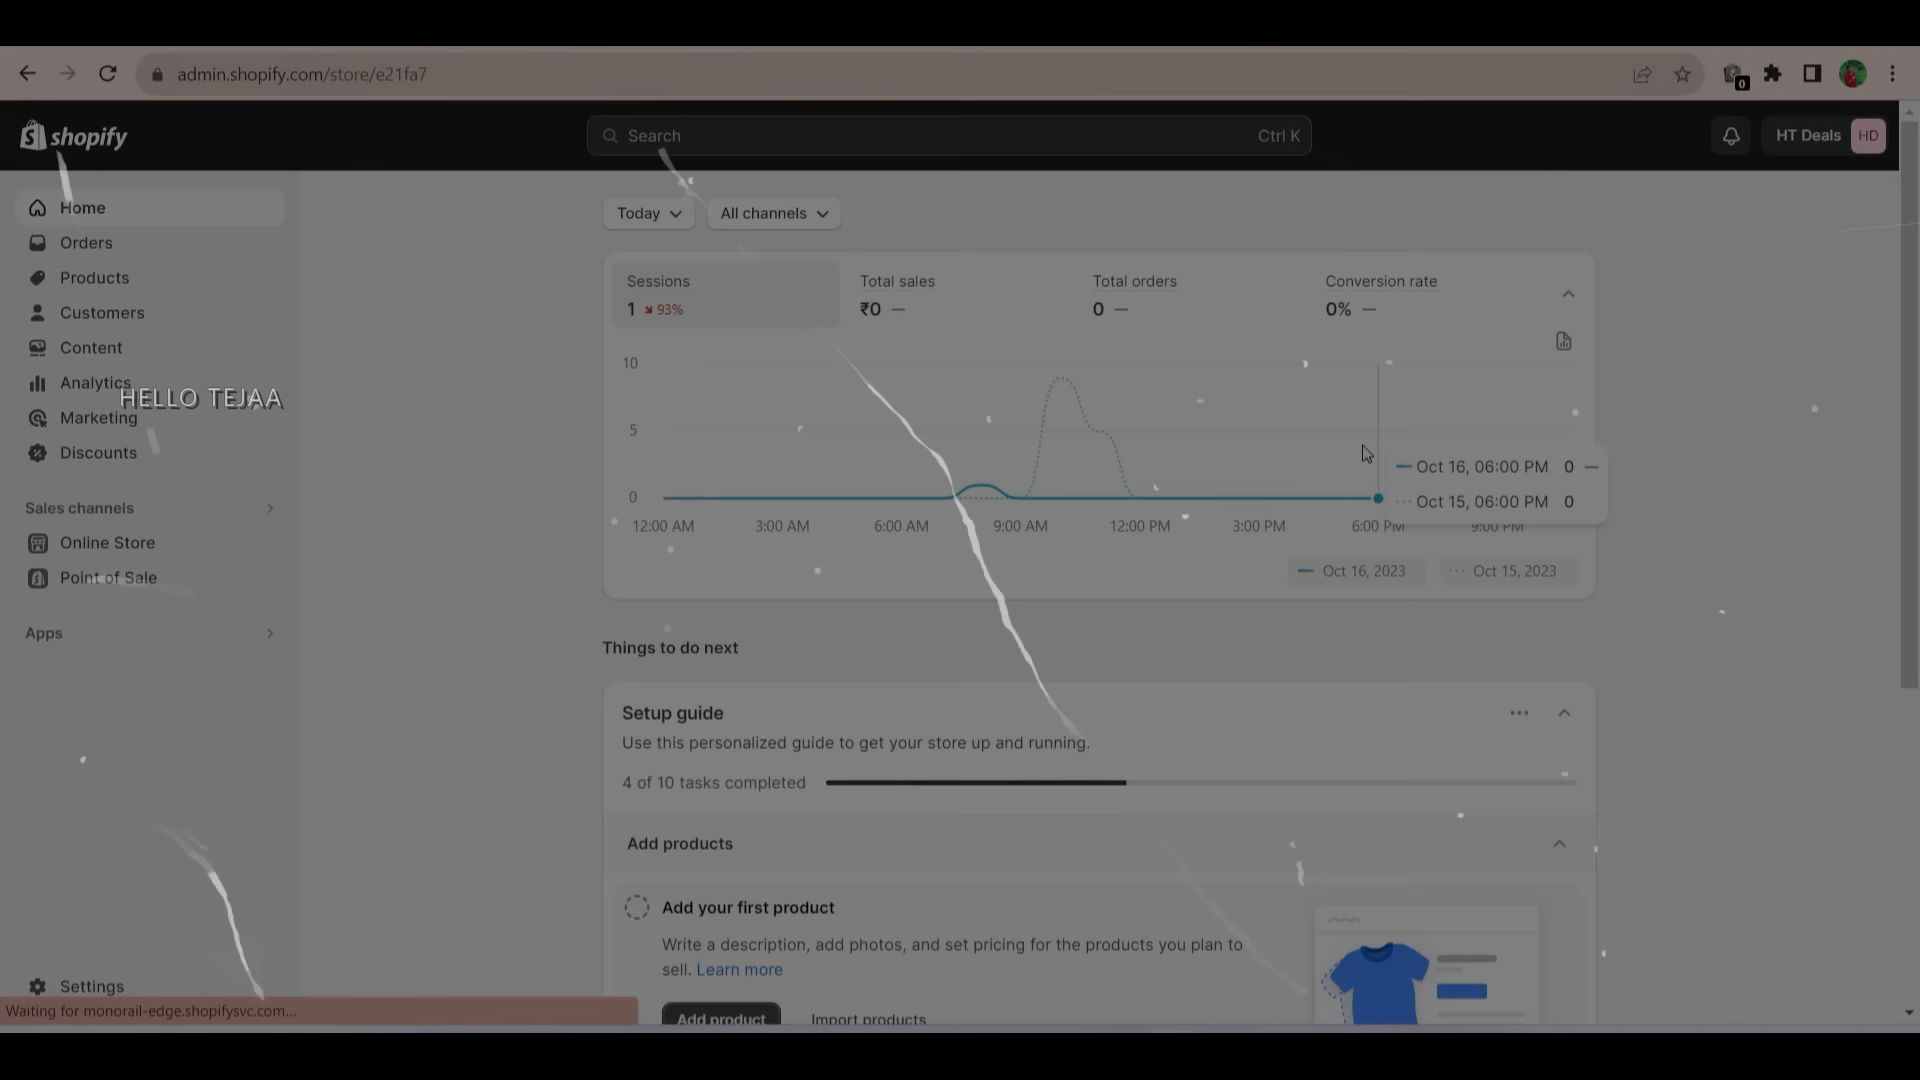 admin.shopify.com/store/e21fa7
0
shopify
Search Ctrl K
HT Deals HD
Home
Orders
Products
Customers
Content
Analytics
HELLO TEJAA
Marketing
Discounts
Sales channels
Online Store
Point of Sale
Apps
Settings
Waiting for monorail-edge.shopifysvc.com...
Today All channels
Sessions Total sales Total orders Conversion rate
1 93% ₹0 — 0 — 0% —
10
5
0
12:00 AM 3:00 AM 6:00 AM 9:00 AM 12:00 PM 3:00 PM 6:00 PM 9:00 PM
Oct 16, 06:00 PM 0 —
Oct 15, 06:00 PM 0
Oct 16, 2023 Oct 15, 2023
Things to do next
Setup guide
Use this personalized guide to get your store up and running.
4 of 10 tasks completed
Add products
Add your first product
Write a description, add photos, and set pricing for the products you plan to
sell. Learn more
Add product Import products